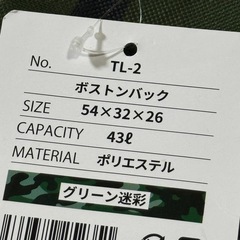 No. TL-2
ボストンバック
SIZE 54×32×26
CAPACITY 43ℓ
MATERIAL ポリエステル
グリーン迷彩